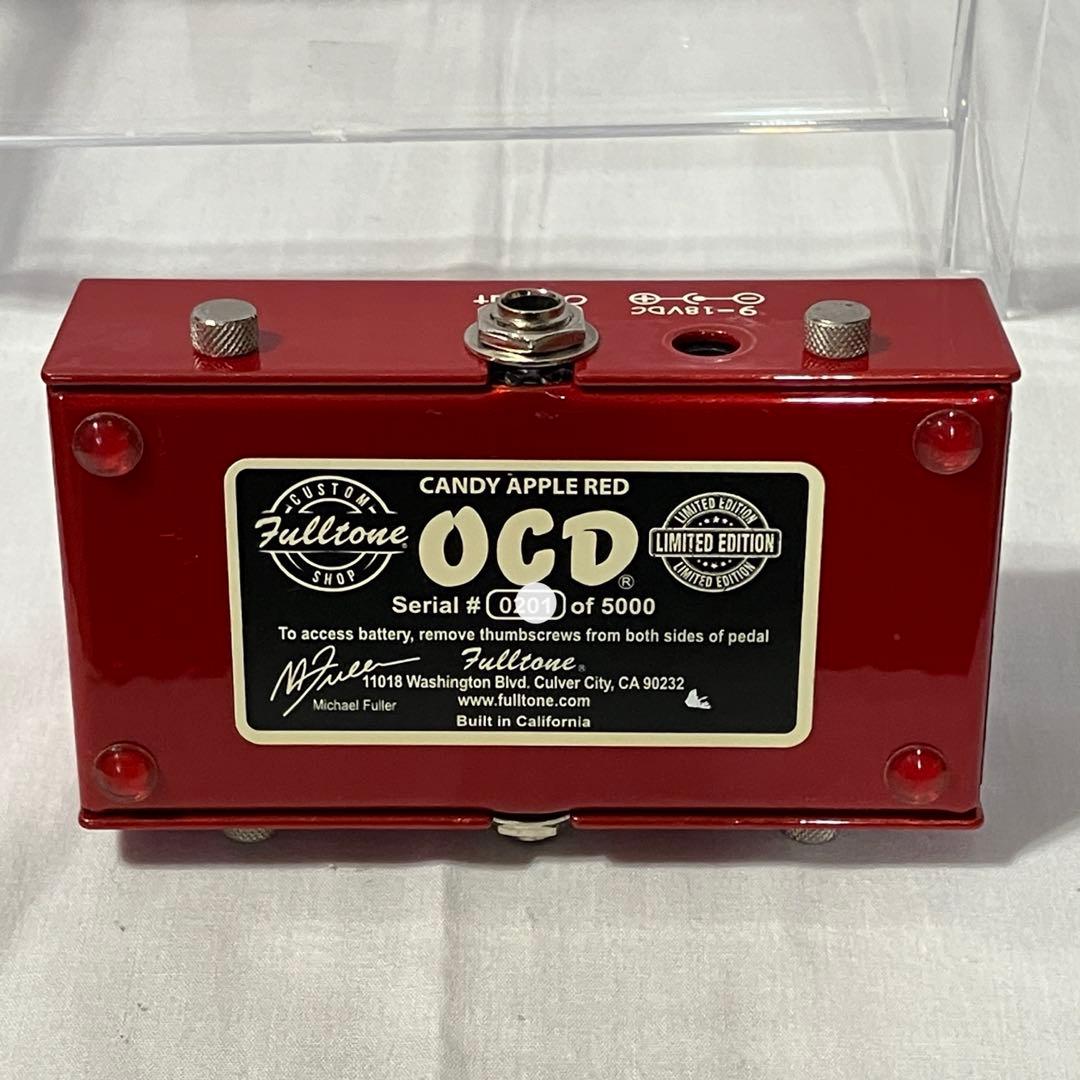 9-18VDC
CUSTOM
Fulltone®
SHOP
CANDY APPLE RED
OCD®
LIMITED EDITION
LIMITED EDITION
LIMITED EDITION
Serial # 0201 of 5000
To access battery, remove thumbscrews from both sides of pedal
Fulltone®
11018 Washington Blvd. Culver City, CA 90232
Michael Fuller
www.fulltone.com
Built in California